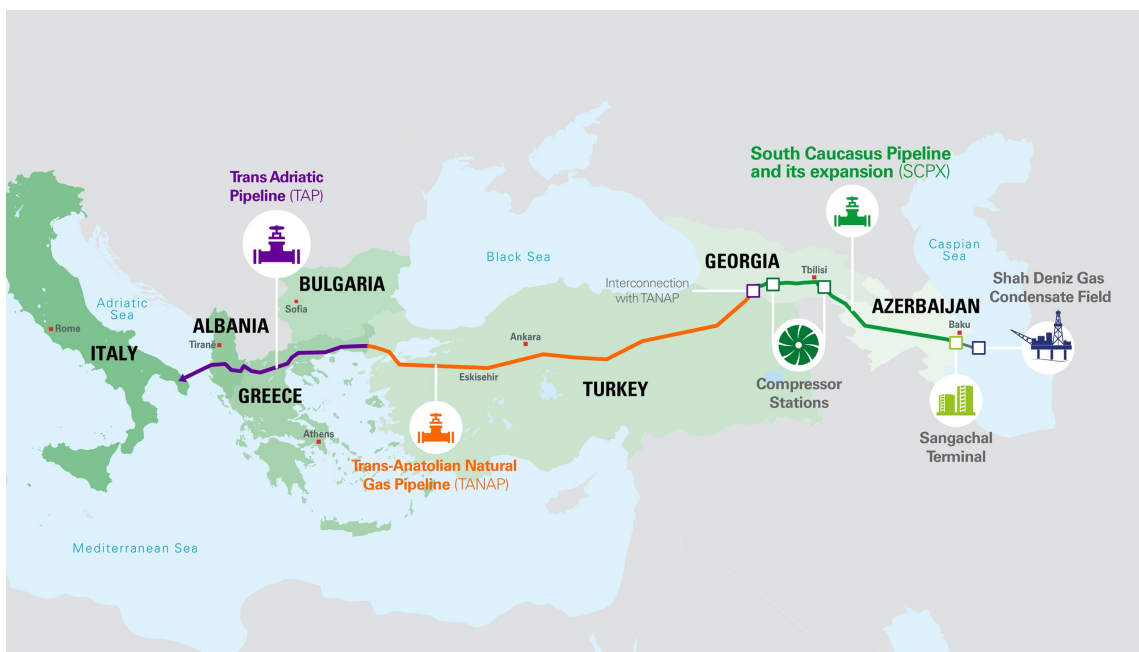 Trans Adriatic
Pipeline (TAP)
South Caucasus Pipeline
and its expansion (SCPX)
Black Sea
Caspian
Sea
GEORGIA
Tbilisi
Interconnection
with TANAP
Shah Deniz Gas
Condensate Field
BULGARIA
Sofia
Adriatic
Sea
AZERBAIJAN
Baku
Rome
ALBANIA
Tiranë
ITALY
Ankara
Eskisehir
TURKEY
GREECE
Athens
Compressor
Stations
Sangachal
Terminal
Trans-Anatolian Natural
Gas Pipeline (TANAP)
Mediterranean Sea